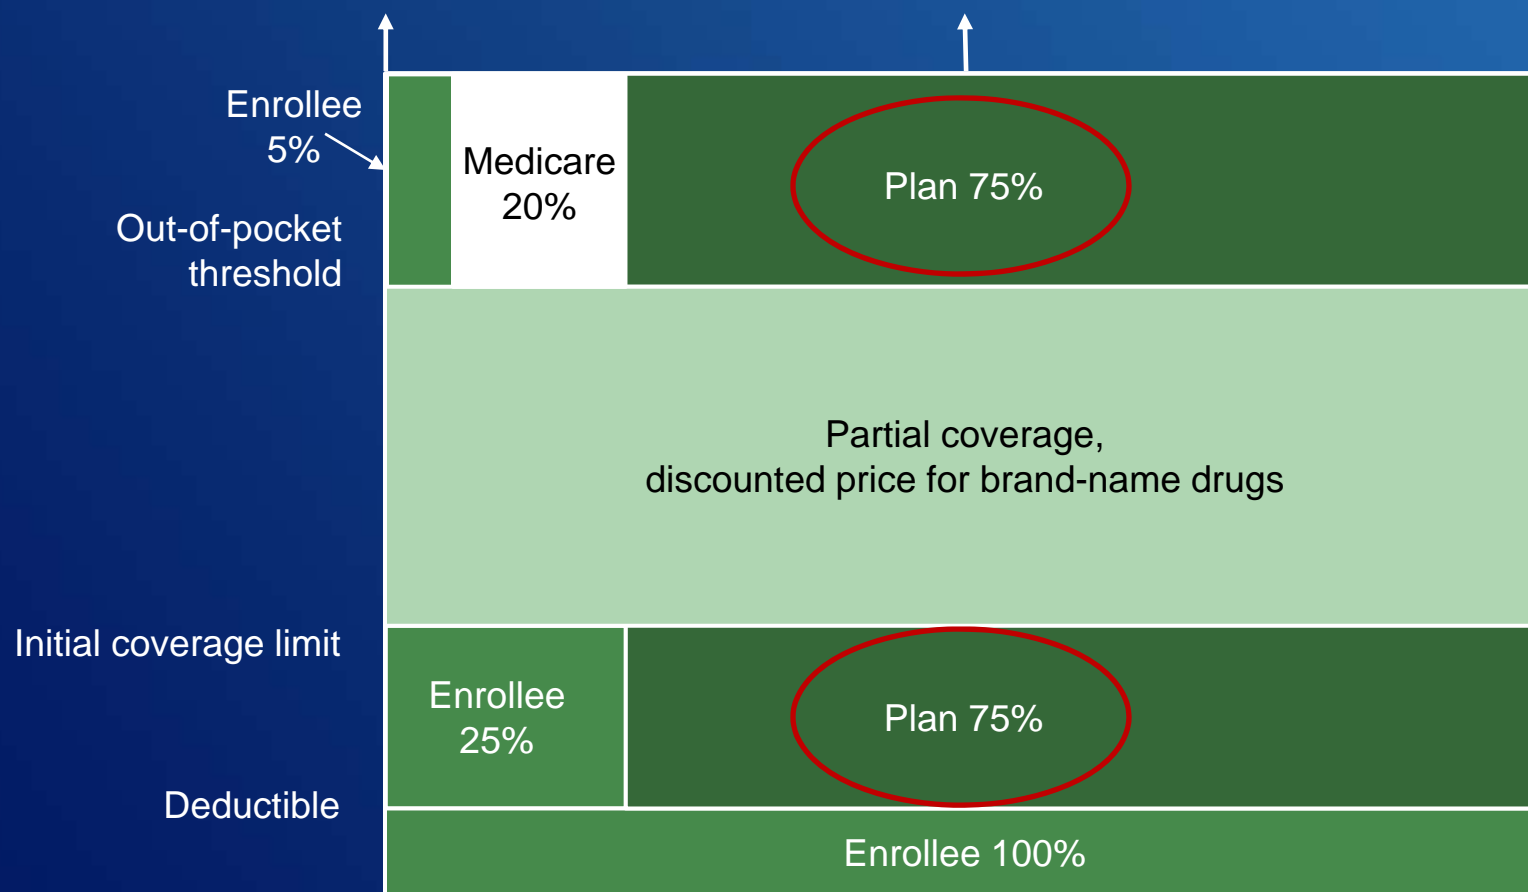 Enrollee
5%
Medicare
20%
Plan 75%
Out-of-pocket
threshold
Partial coverage,
discounted price for brand-name drugs
Initial coverage limit
Enrollee
25%
Plan 75%
Deductible
Enrollee 100%